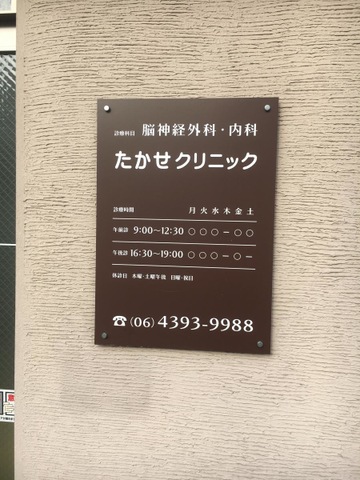 診療科目 脳神経外科・内科
たかせクリニック
診療時間 月 火 水 木 金 土
午前診 9:00〜12:30 ○ ○ ○ − ○ ○
午後診 16:30〜19:00 ○ ○ ○ − ○ −
休診日 木曜・土曜午後 日曜・祝日
☎ (06) 4393-9988